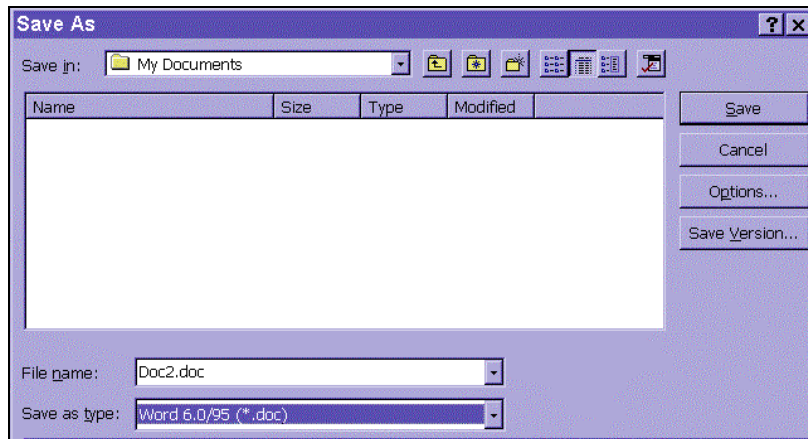 Save As
Save in: My Documents
Name Size Type Modified
Save
Cancel
Options...
Save Version...
File name: Doc2.doc
Save as type: Word 6.0/95 (*.doc)